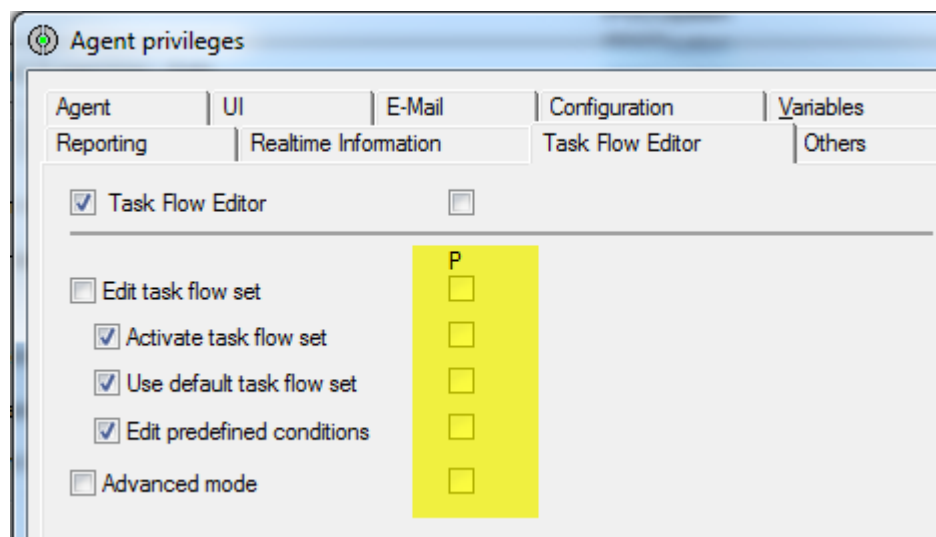 Agent privileges
Agent UI E-Mail Configuration Variables
Reporting Realtime Information Task Flow Editor Others
Task Flow Editor
P
Edit task flow set
Activate task flow set
Use default task flow set
Edit predefined conditions
Advanced mode